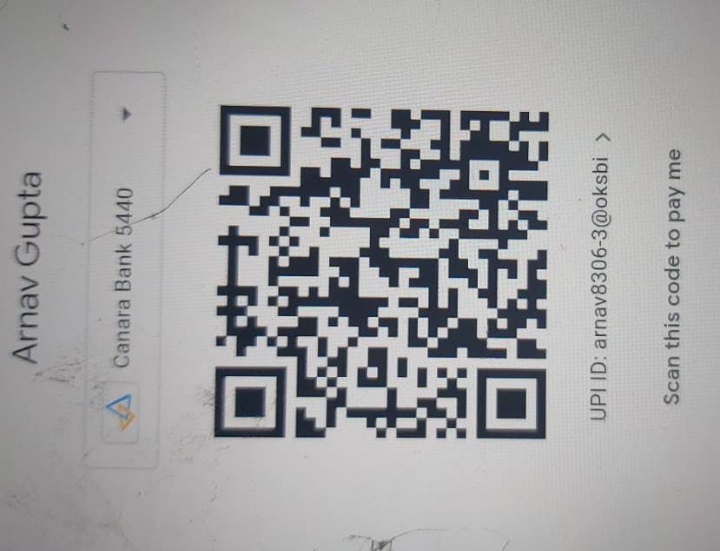 Arnav Gupta
Canara Bank 5440
UPI ID: arnav8306-3@oksbi >
Scan this code to pay me